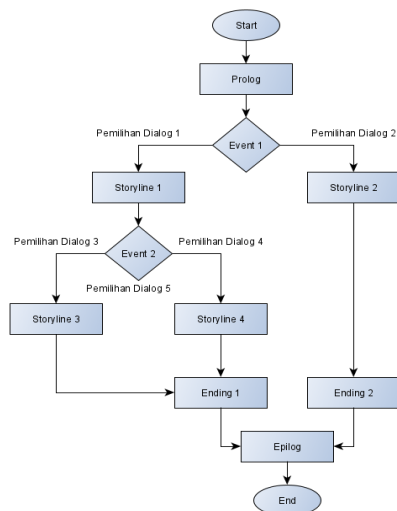 Start
Prolog
Pemilihan Dialog 1
Pemilihan Dialog 2
Event 1
Storyline 1
Storyline 2
Pemilihan Dialog 3
Pemilihan Dialog 4
Event 2
Pemilihan Dialog 5
Storyline 3
Storyline 4
Ending 1
Ending 2
Epilog
End